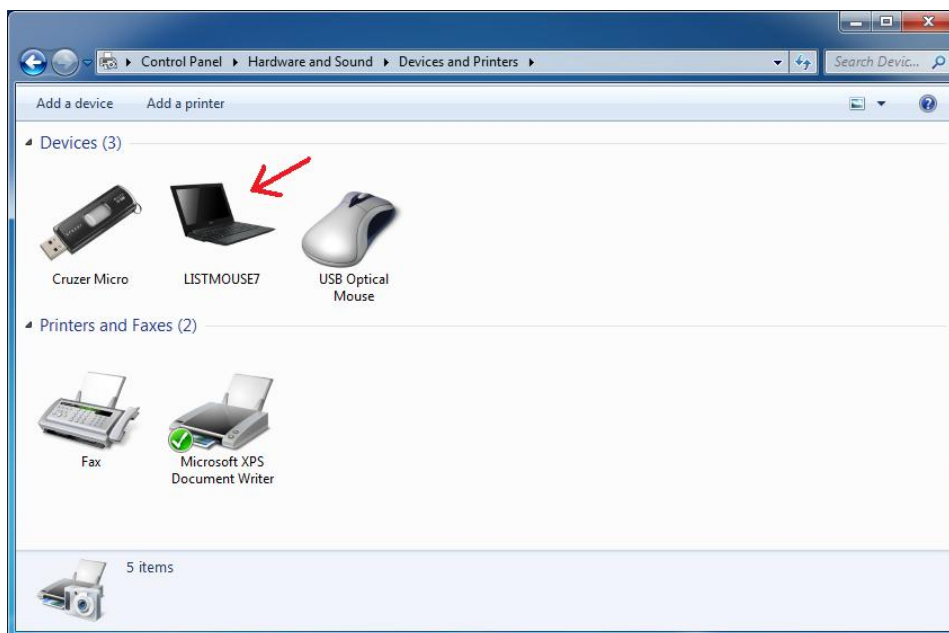 Control Panel ▸ Hardware and Sound ▸ Devices and Printers ▸
Search Devic...
Add a device Add a printer
Devices (3)
Cruzer Micro
LISTMOUSE7
USB Optical
Mouse
Printers and Faxes (2)
Fax
Microsoft XPS
Document Writer
5 items